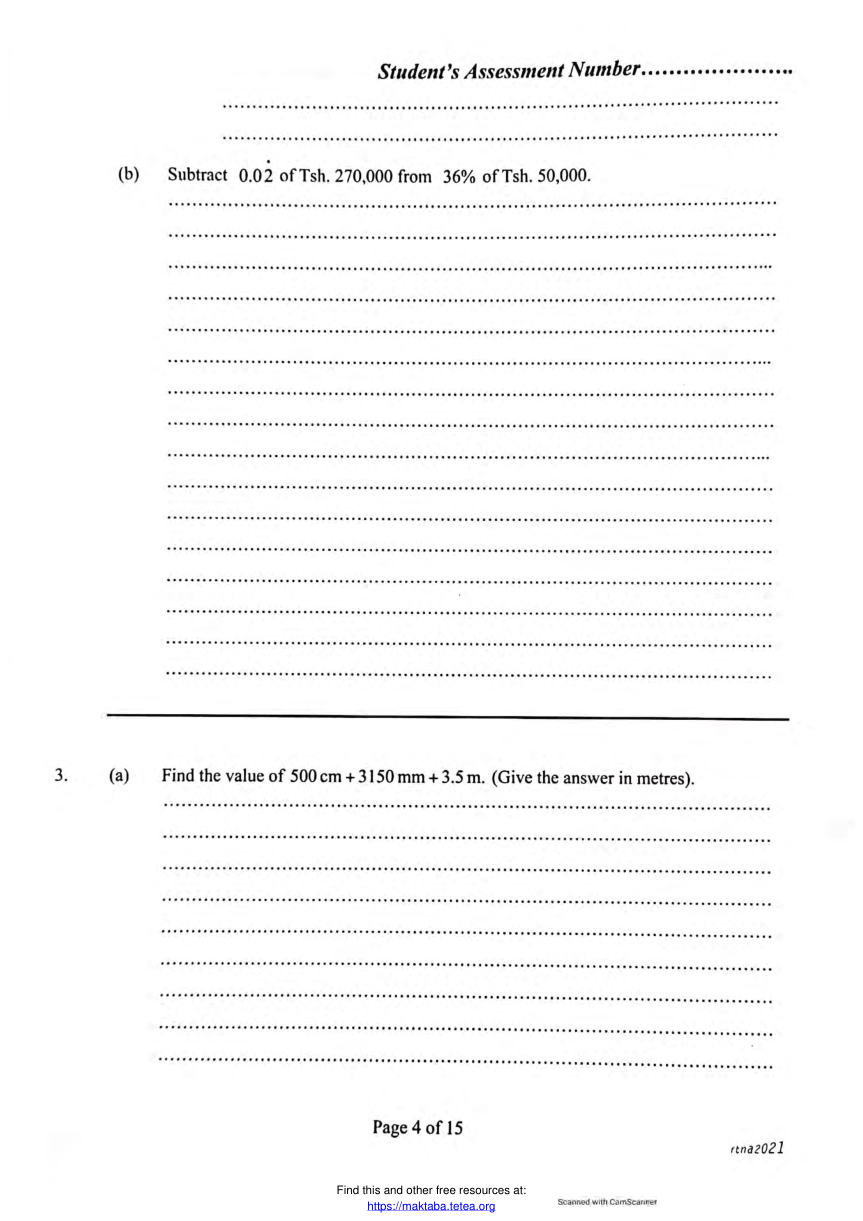 Student's Assessment Number......................
(b) Subtract 0.02̇ of Tsh. 270,000 from 36% of Tsh. 50,000.
3. (a) Find the value of 500 cm + 3150 mm + 3.5 m. (Give the answer in metres).
Page 4 of 15
rtna2021
Find this and other free resources at:
https://maktaba.tetea.org
Scanned with CamScanner